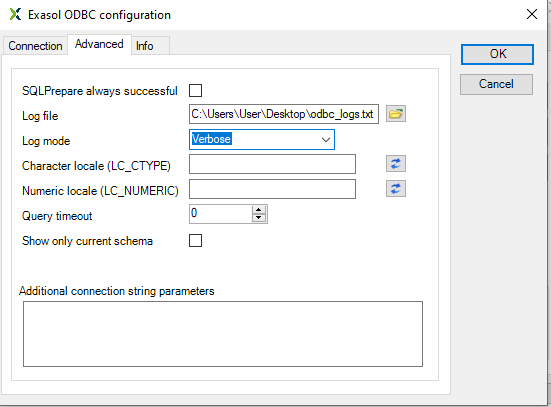 Exasol ODBC configuration
Connection
Advanced
Info
OK
Cancel
SQLPrepare always successful
Log file
C:\Users\User\Desktop\odbc_logs.txt
Log mode
Verbose
Character locale (LC_CTYPE)
Numeric locale (LC_NUMERIC)
Query timeout
0
Show only current schema
Additional connection string parameters